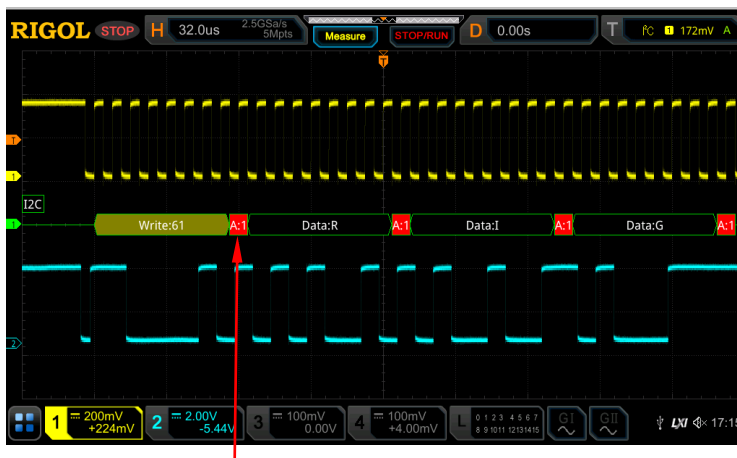 RIGOL STOP H 32.0us 2.5GSa/s 5Mpts Measure STOP/RUN D 0.00s T I²C 1 172mV A
T
T
1
I2C
1 Write:61 A:1 Data:R A:1 Data:I A:1 Data:G A:1
2
1 200mV +224mV 2 2.00V -5.44V 3 100mV 0.00V 4 100mV +4.00mV L 0 1 2 3 4 5 6 7 8 9 10 11 12 13 14 15 GI GII LXI 17:15